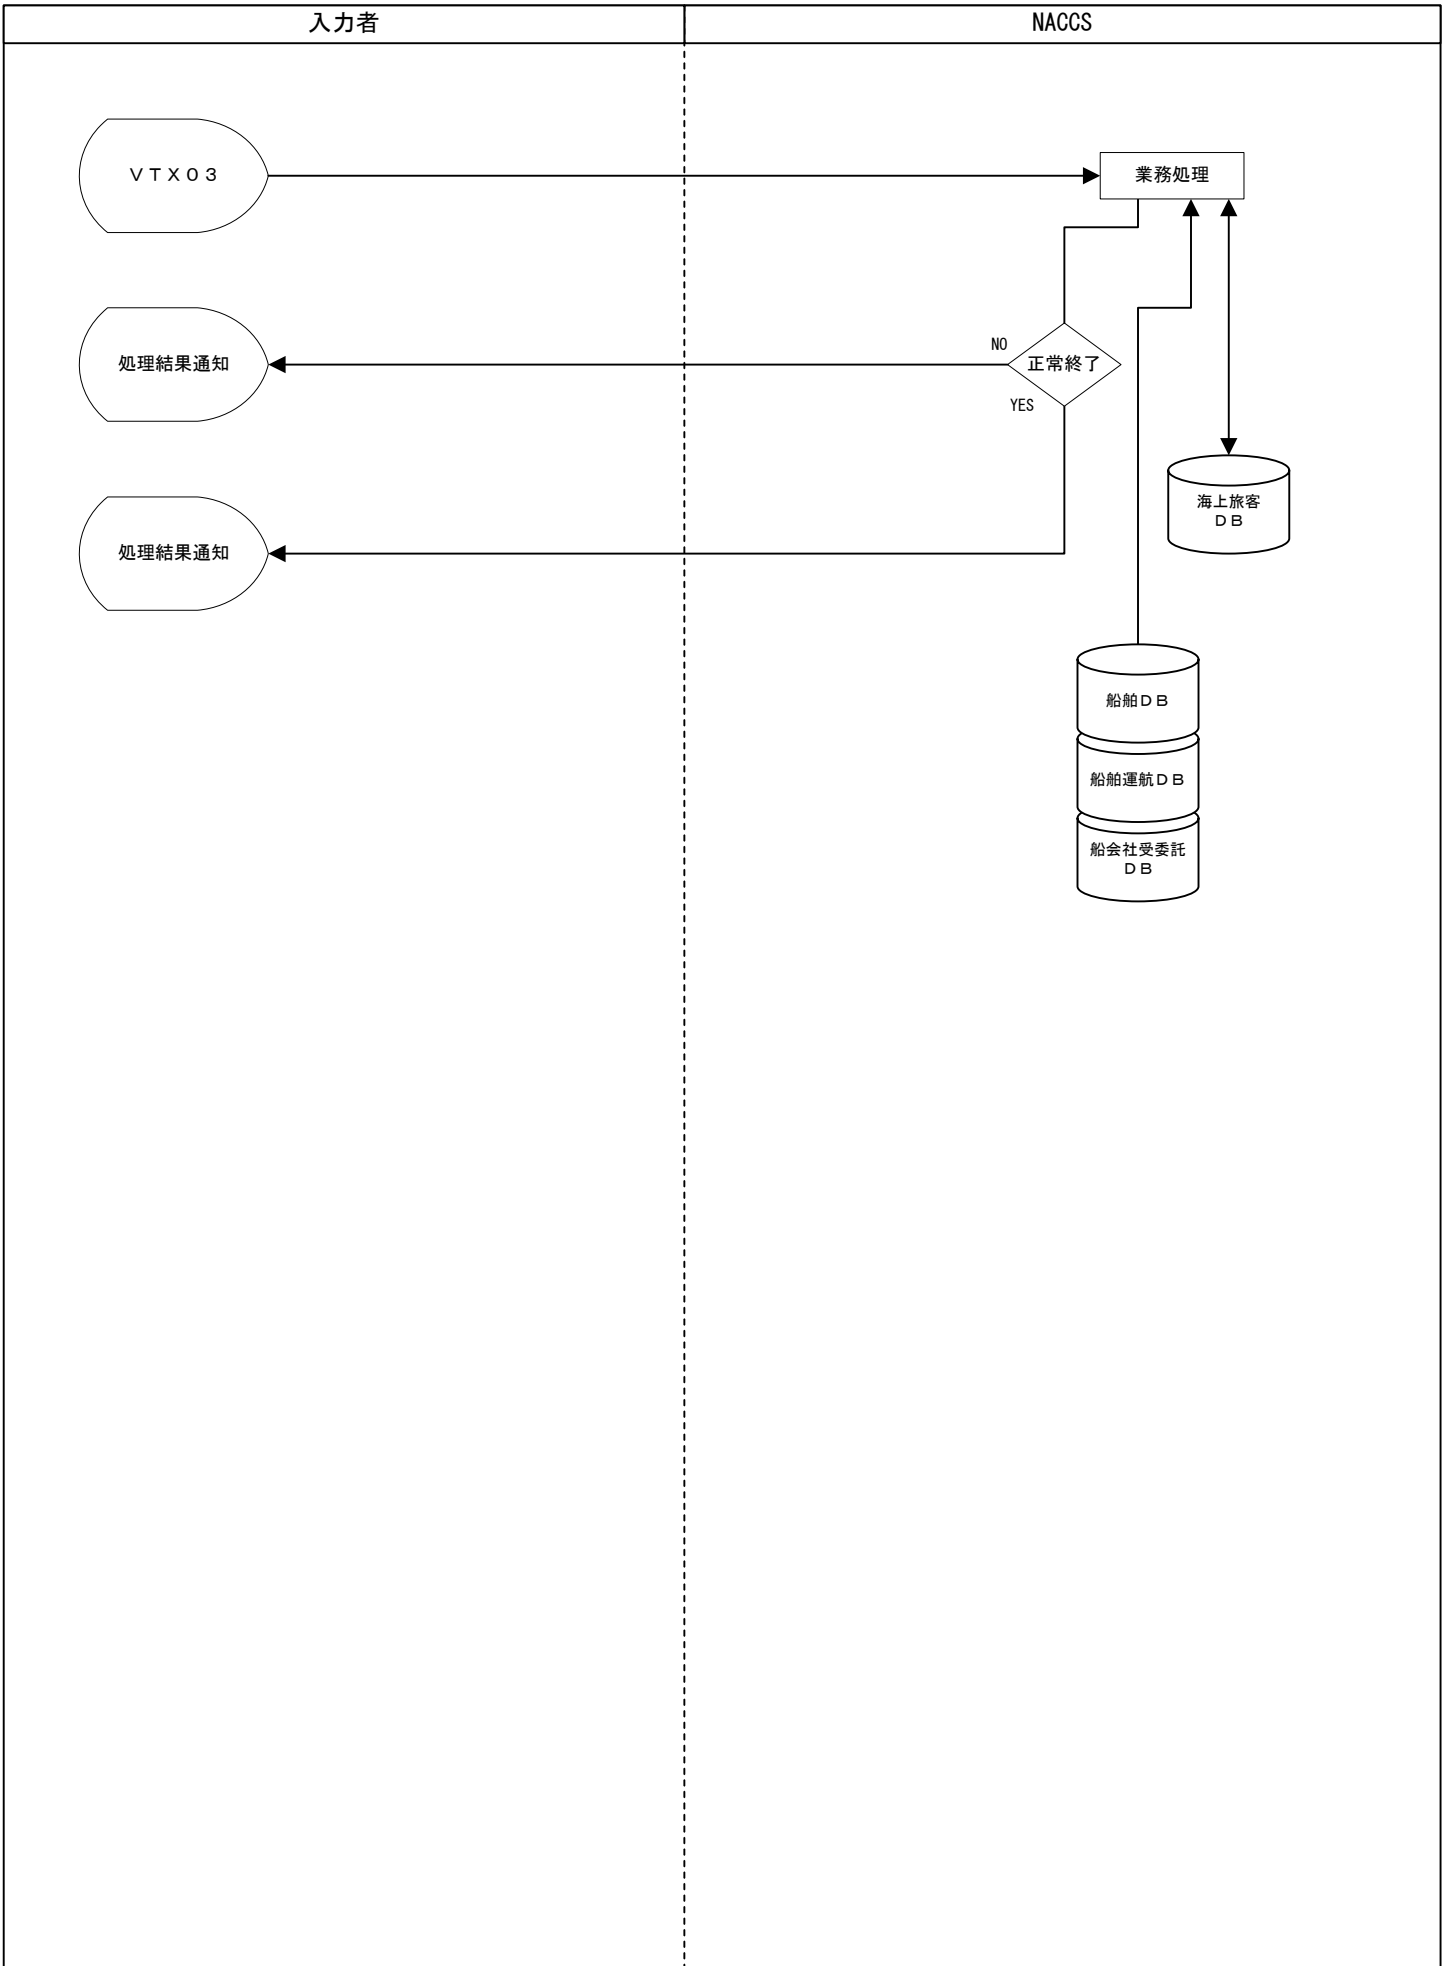 入力者
NACCS
ＶＴＸ０３
業務処理
NO
処理結果通知
正常終了
YES
海上旅客
ＤＢ
処理結果通知
船舶ＤＢ
船舶運航ＤＢ
船会社受委託
ＤＢ